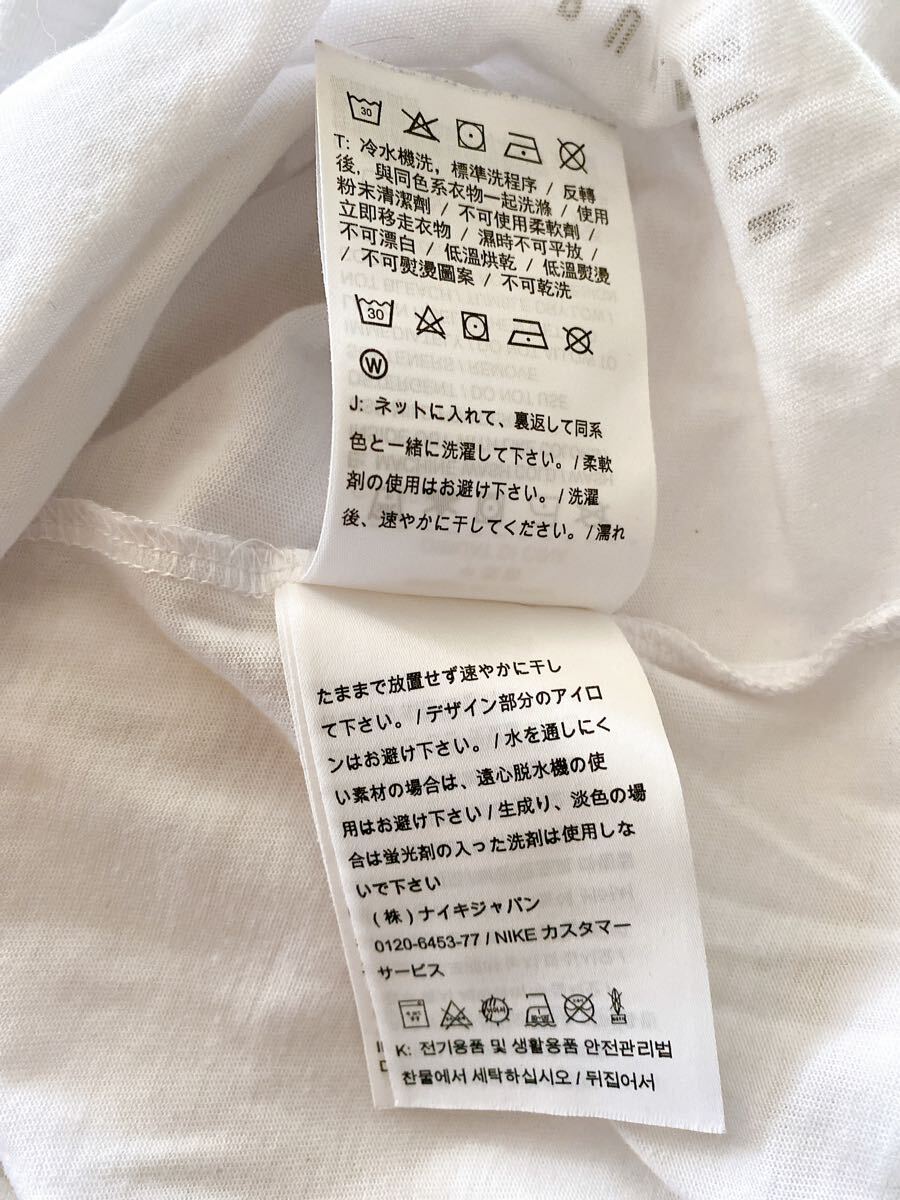 30
T: 冷水機洗，標準洗程序 / 反轉
後，與同色系衣物一起洗滌 / 使用
粉末清潔劑 / 不可使用柔軟劑 /
立即移走衣物 / 濕時不可平放 /
不可漂白 / 低溫烘乾 / 低溫熨燙
/ 不可熨燙圖案 / 不可乾洗
30
W
J: ネットに入れて、裏返して同系
色と一緒に洗濯して下さい。/ 柔軟
剤の使用はお避け下さい。/ 洗濯
後、速やかに干してください。/ 濡れ
たままで放置せず速やかに干し
て下さい。/ デザイン部分のアイロ
ンはお避け下さい。/ 水を通しにく
い素材の場合は、遠心脱水機の使
用はお避け下さい / 生成り、淡色の場
合は蛍光剤の入った洗剤は使用しな
いで下さい
(株) ナイキジャパン
0120-6453-77 / NIKE カスタマー
サービス
K: 전기용품 및 생활용품 안전관리법
찬물에서 세탁하십시오 / 뒤집어서